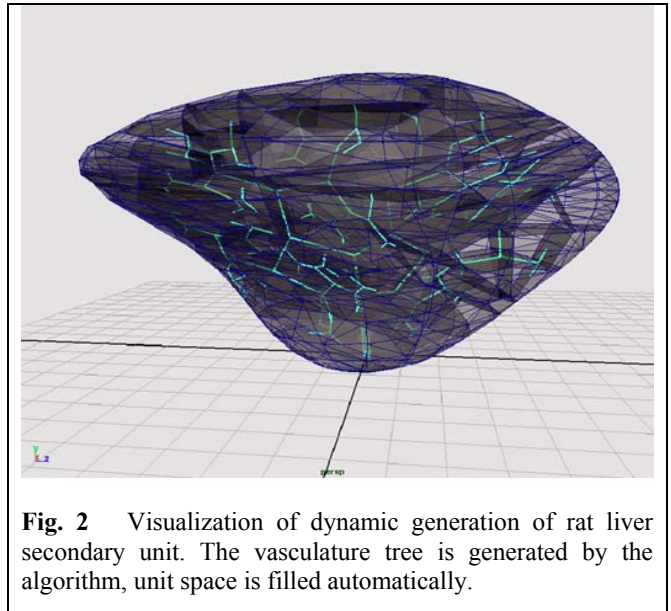 y
x z
persp
Fig. 2 Visualization of dynamic generation of rat liver
secondary unit. The vasculature tree is generated by the
algorithm, unit space is filled automatically.